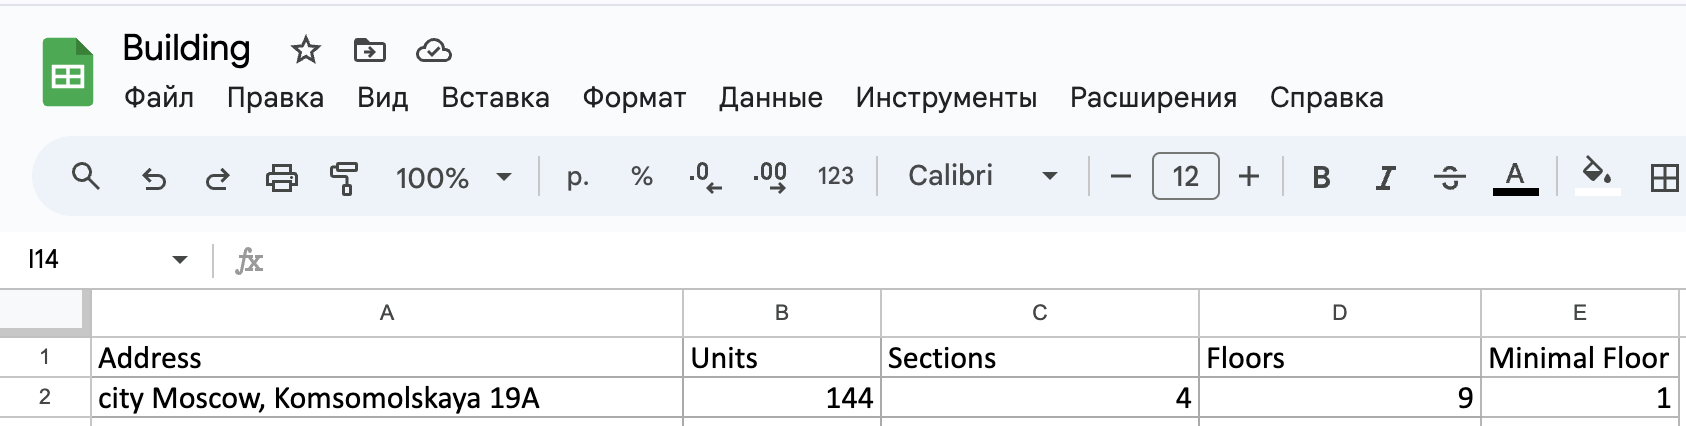 Building
Файл Правка Вид Вставка Формат Данные Инструменты Расширения Справка
100% р. % .0 .00 123 Calibri 12 B I S A
I14 fx
A B C D E
1 Address Units Sections Floors Minimal Floor
2 city Moscow, Komsomolskaya 19A 144 4 9 1